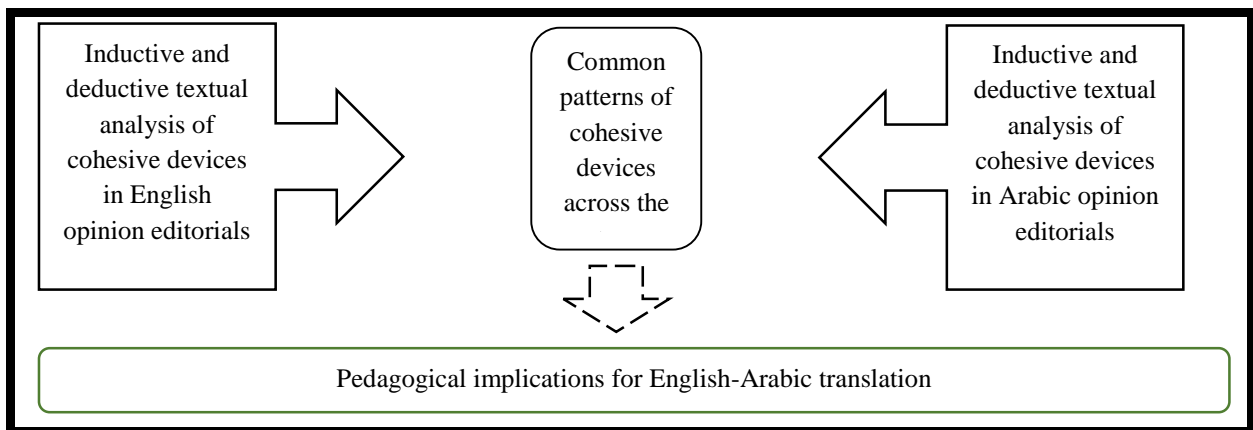 Inductive and
deductive textual
analysis of
cohesive devices
in English
opinion editorials
Common
patterns of
cohesive
devices
across the
Inductive and
deductive textual
analysis of
cohesive devices
in Arabic opinion
editorials
Pedagogical implications for English-Arabic translation